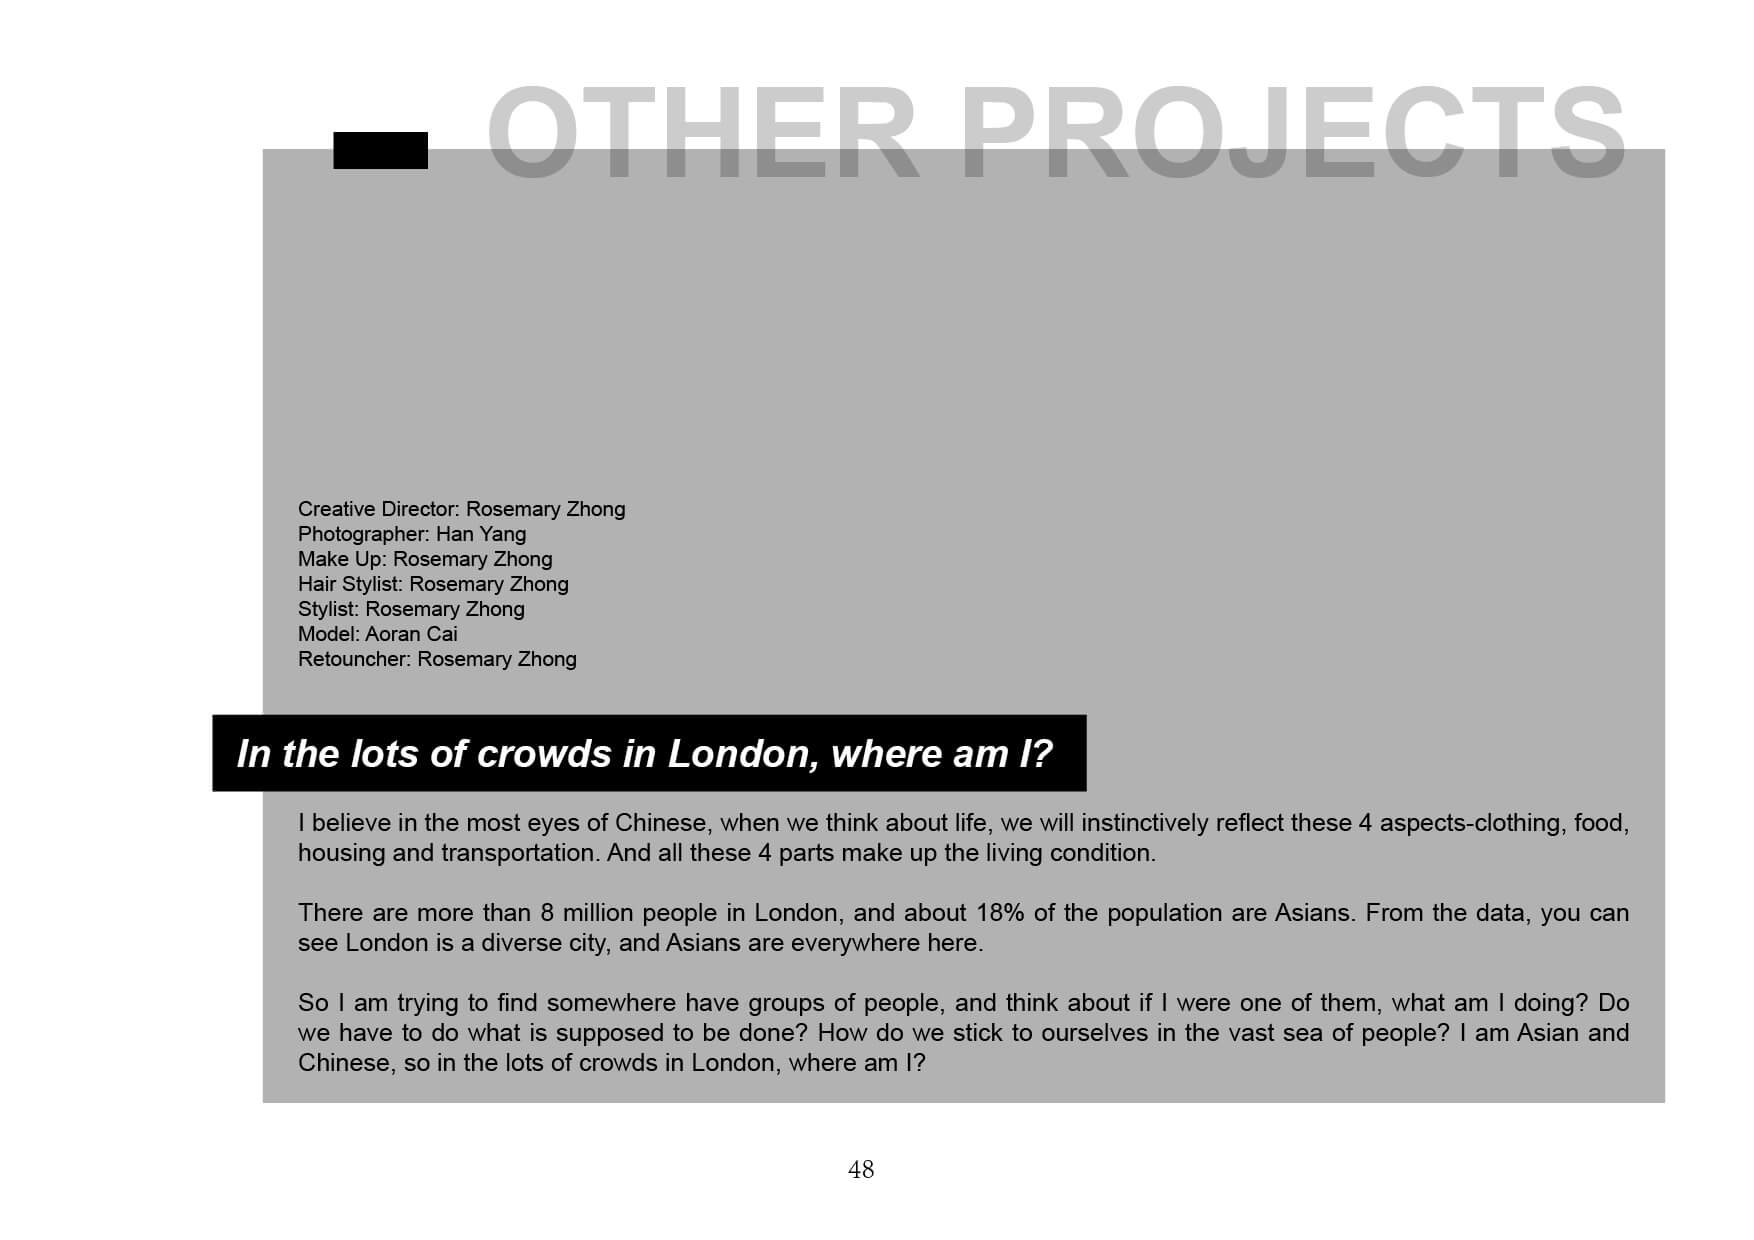 OTHER PROJECTS
Creative Director: Rosemary Zhong
Photographer: Han Yang
Make Up: Rosemary Zhong
Hair Stylist: Rosemary Zhong
Stylist: Rosemary Zhong
Model: Aoran Cai
Retouncher: Rosemary Zhong
In the lots of crowds in London, where am I?
I believe in the most eyes of Chinese, when we think about life, we will instinctively reflect these 4 aspects-clothing, food,
housing and transportation. And all these 4 parts make up the living condition.
There are more than 8 million people in London, and about 18% of the population are Asians. From the data, you can
see London is a diverse city, and Asians are everywhere here.
So I am trying to find somewhere have groups of people, and think about if I were one of them, what am I doing? Do
we have to do what is supposed to be done? How do we stick to ourselves in the vast sea of people? I am Asian and
Chinese, so in the lots of crowds in London, where am I?
48